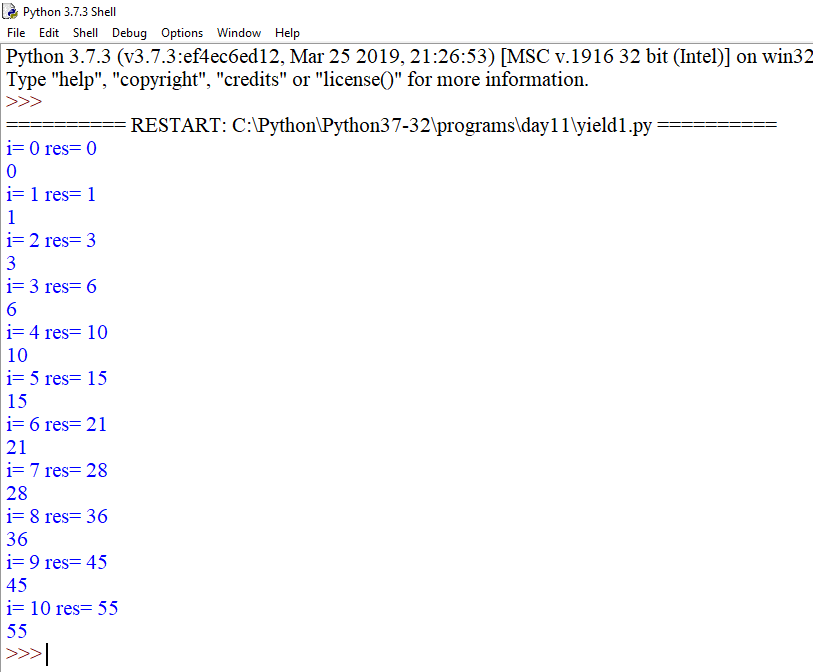 Python 3.7.3 Shell
File Edit Shell Debug Options Window Help
Python 3.7.3 (v3.7.3:ef4ec6ed12, Mar 25 2019, 21:26:53) [MSC v.1916 32 bit (Intel)] on win32
Type "help", "copyright", "credits" or "license()" for more information.
>>>
========== RESTART: C:\Python\Python37-32\programs\day11\yield1.py ==========
i= 0 res= 0
0
i= 1 res= 1
1
i= 2 res= 3
3
i= 3 res= 6
6
i= 4 res= 10
10
i= 5 res= 15
15
i= 6 res= 21
21
i= 7 res= 28
28
i= 8 res= 36
36
i= 9 res= 45
45
i= 10 res= 55
55
>>>